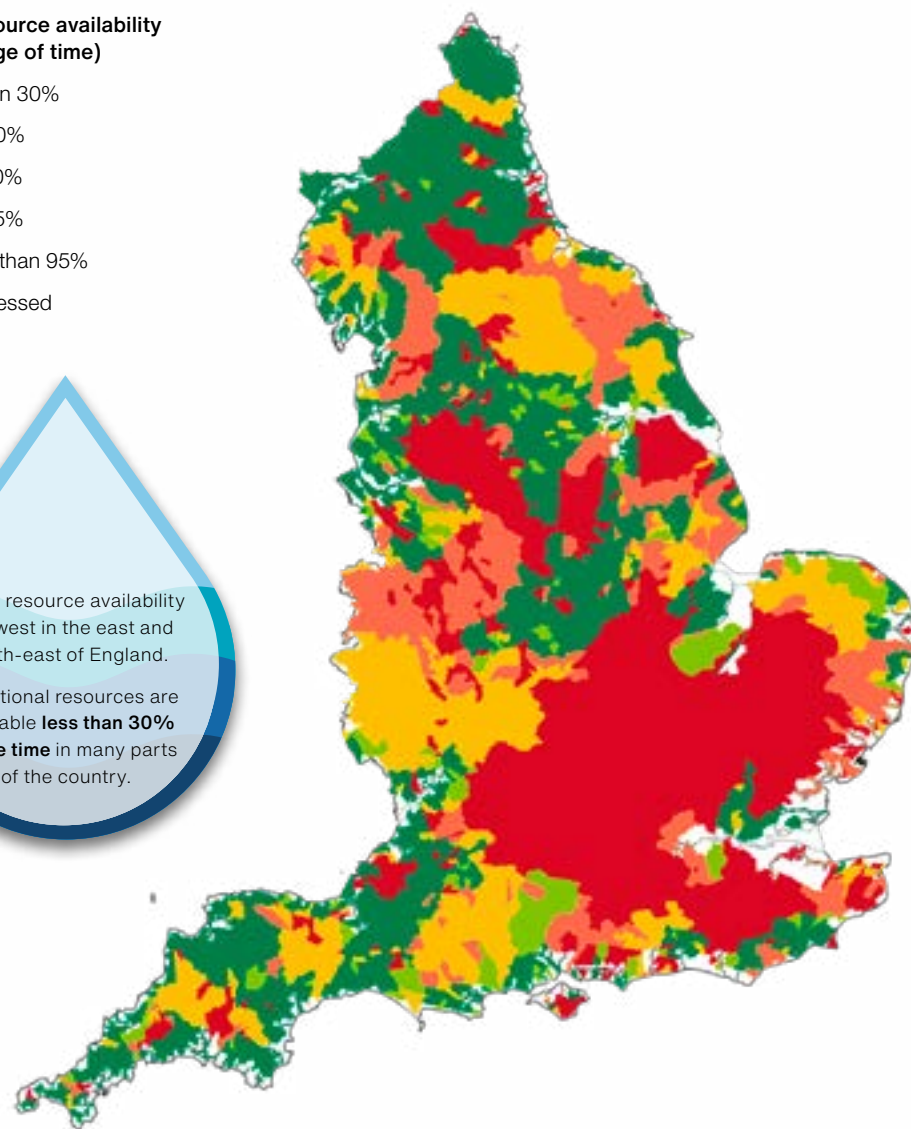 ource availability
ge of time)
n 30%
0%
0%
5%
than 95%
essed
resource availability
west in the east and
th-east of England.
tional resources are
able less than 30%
e time in many parts
of the country.